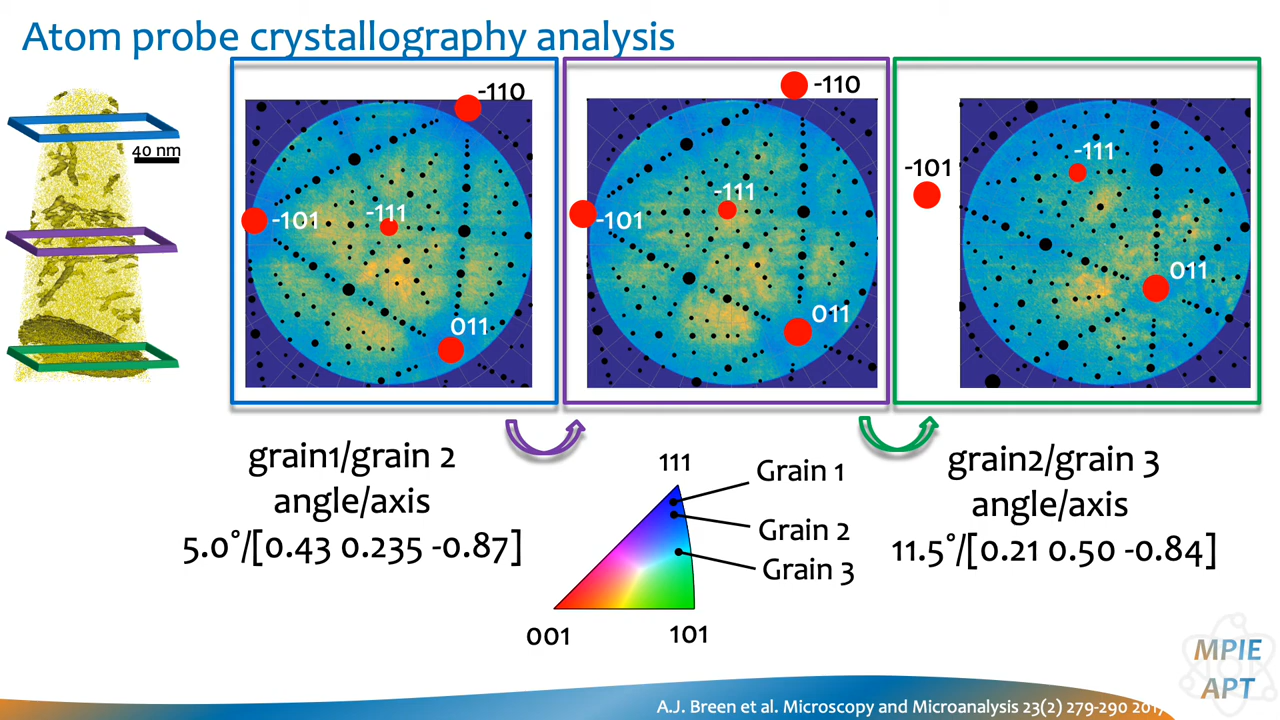 Atom probe crystallography analysis
40 nm
-110
-101
-111
011
-110
-101
-111
011
-101
-111
011
grain1/grain 2
angle/axis
5.0°/[0.43 0.235 -0.87]
111
Grain 1
Grain 2
Grain 3
001
101
grain2/grain 3
angle/axis
11.5°/[0.21 0.50 -0.84]
MPIE
APT
A.J. Breen et al. Microscopy and Microanalysis 23(2) 279-290